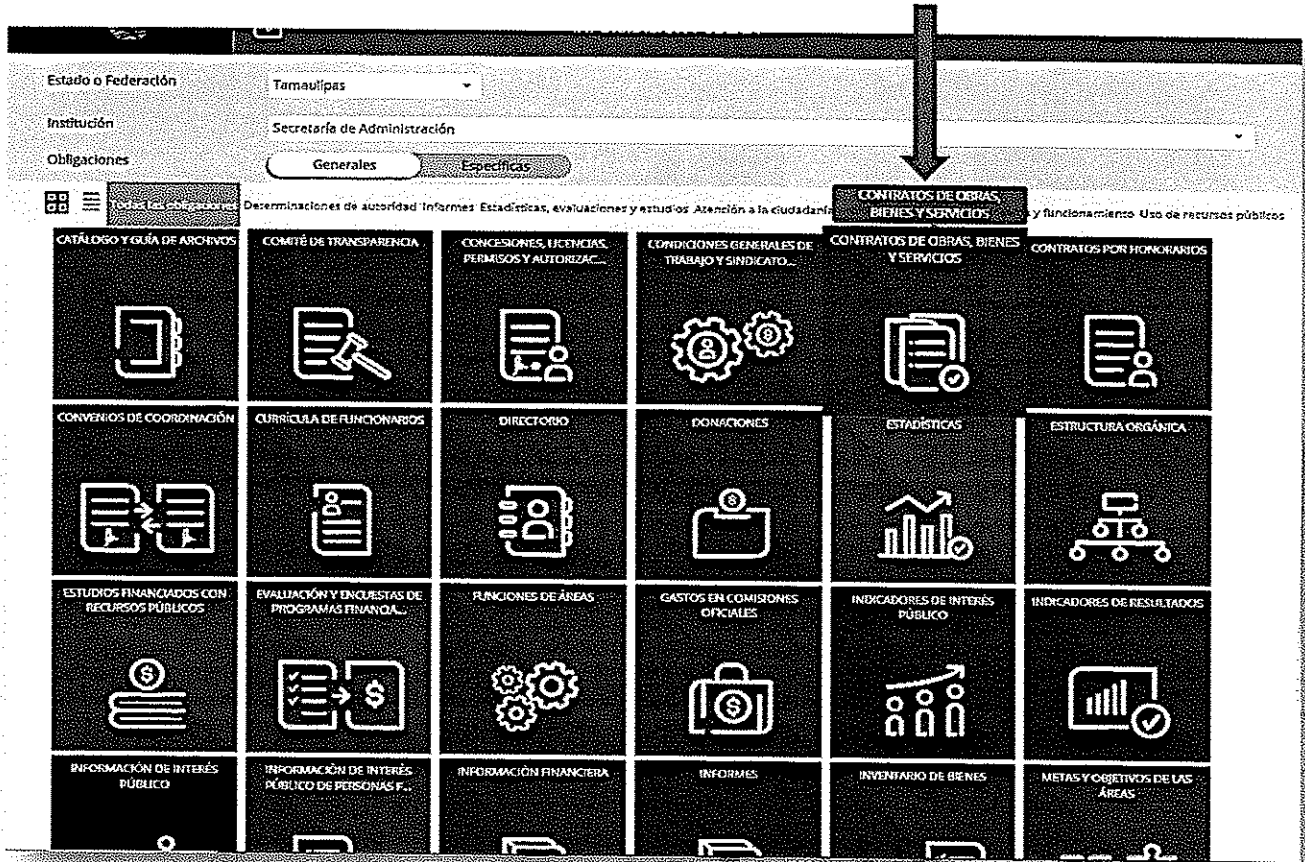 Estado o Federación
Tamaulipas
Institución
Secretaría de Administración
Obligaciones
Generales
Específicas
Todas las obligaciones Determinaciones de autoridad Informes Estadísticas, evaluaciones y estudios Atención a la ciudadanía y funcionamiento Uso de recursos públicos
CONTRATOS DE OBRAS,
BIENES Y SERVICIOS
CATÁLOGO Y GUÍA DE ARCHIVOS
COMITÉ DE TRANSPARENCIA
CONCESIONES, LICENCIAS,
PERMISOS Y AUTORIZAC...
CONDICIONES GENERALES DE
TRABAJO Y SINDICATO...
CONTRATOS DE OBRAS, BIENES
Y SERVICIOS
CONTRATOS POR HONORARIOS
CONVENIOS DE COORDINACIÓN
CURRÍCULA DE FUNCIONARIOS
DIRECTORIO
DONACIONES
ESTADÍSTICAS
ESTRUCTURA ORGÁNICA
ESTUDIOS FINANCIADOS CON
RECURSOS PÚBLICOS
EVALUACIÓN Y ENCUESTAS DE
PROGRAMAS FINANCIA...
FUNCIONES DE ÁREAS
GASTOS EN COMISIONES
OFICIALES
INDICADORES DE INTERÉS
PÚBLICO
INDICADORES DE RESULTADOS
INFORMACIÓN DE INTERÉS
PÚBLICO
INFORMACIÓN DE INTERÉS
PÚBLICO DE PERSONAS F...
INFORMACIÓN FINANCIERA
INFORMES
INVENTARIO DE BIENES
METAS Y OBJETIVOS DE LAS
ÁREAS